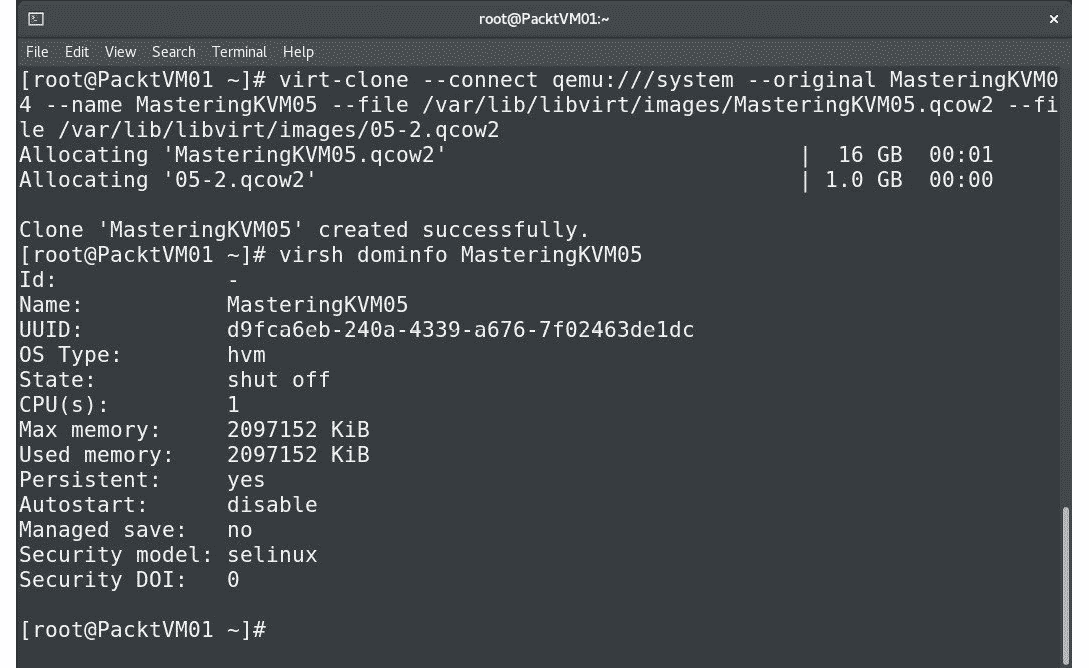 root@PacktVM01:~
File Edit View Search Terminal Help
[root@PacktVM01 ~]# virt-clone --connect qemu:///system --original MasteringKVM0
4 --name MasteringKVM05 --file /var/lib/libvirt/images/MasteringKVM05.qcow2 --fi
le /var/lib/libvirt/images/05-2.qcow2
Allocating 'MasteringKVM05.qcow2' | 16 GB 00:01
Allocating '05-2.qcow2' | 1.0 GB 00:00
Clone 'MasteringKVM05' created successfully.
[root@PacktVM01 ~]# virsh dominfo MasteringKVM05
Id: -
Name: MasteringKVM05
UUID: d9fca6eb-240a-4339-a676-7f02463de1dc
OS Type: hvm
State: shut off
CPU(s): 1
Max memory: 2097152 KiB
Used memory: 2097152 KiB
Persistent: yes
Autostart: disable
Managed save: no
Security model: selinux
Security DOI: 0
[root@PacktVM01 ~]#